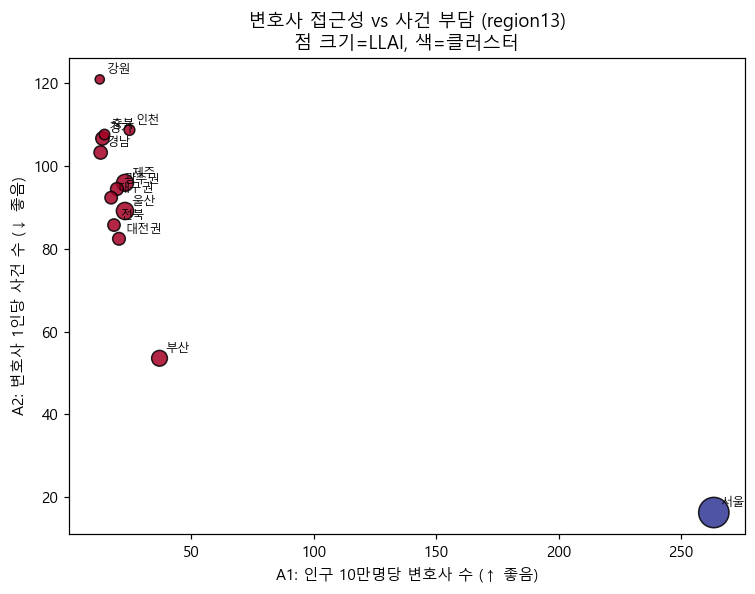 변호사 접근성 vs 사건 부담 (region13)
점 크기=LLAI, 색=클러스터
A2: 변호사 1인당 사건 수 (↓ 좋음)
120
100
80
60
40
20
강원
충북 인천
경남
제주
울산
전북
대전권
부산
서울
50 100 150 200 250
A1: 인구 10만명당 변호사 수 (↑ 좋음)